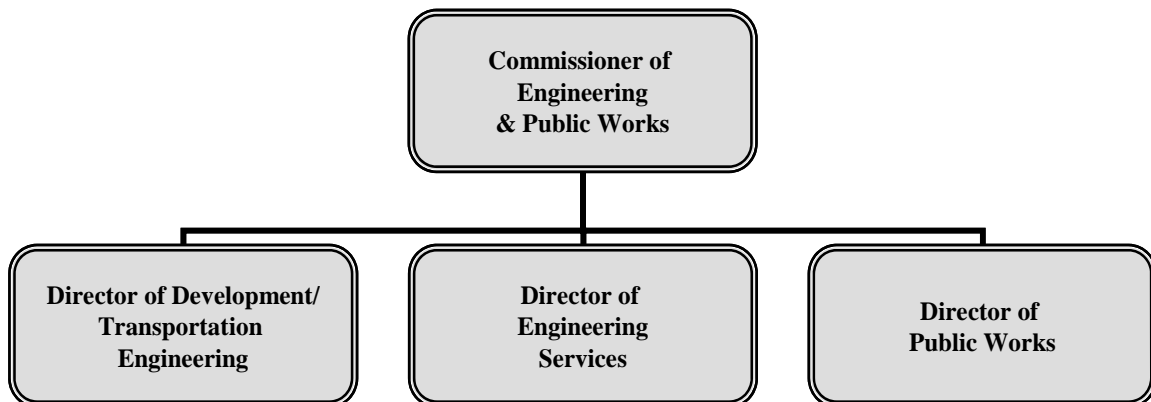 Commissioner of
Engineering
& Public Works
Director of Development/
Transportation
Engineering
Director of
Engineering
Services
Director of
Public Works